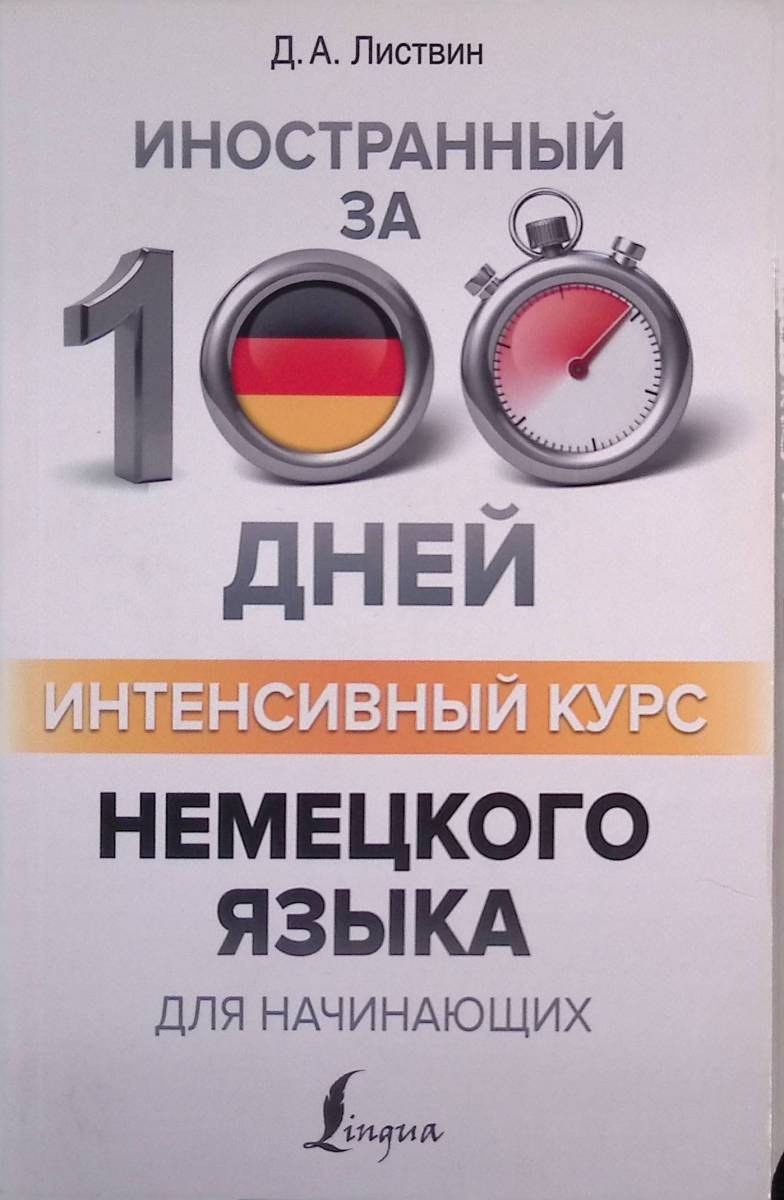 Д. А. Листвин
ИНОСТРАННЫЙ
ЗА
100
ДНЕЙ
ИНТЕНСИВНЫЙ КУРС
НЕМЕЦКОГО
ЯЗЫКА
ДЛЯ НАЧИНАЮЩИХ
Lingua